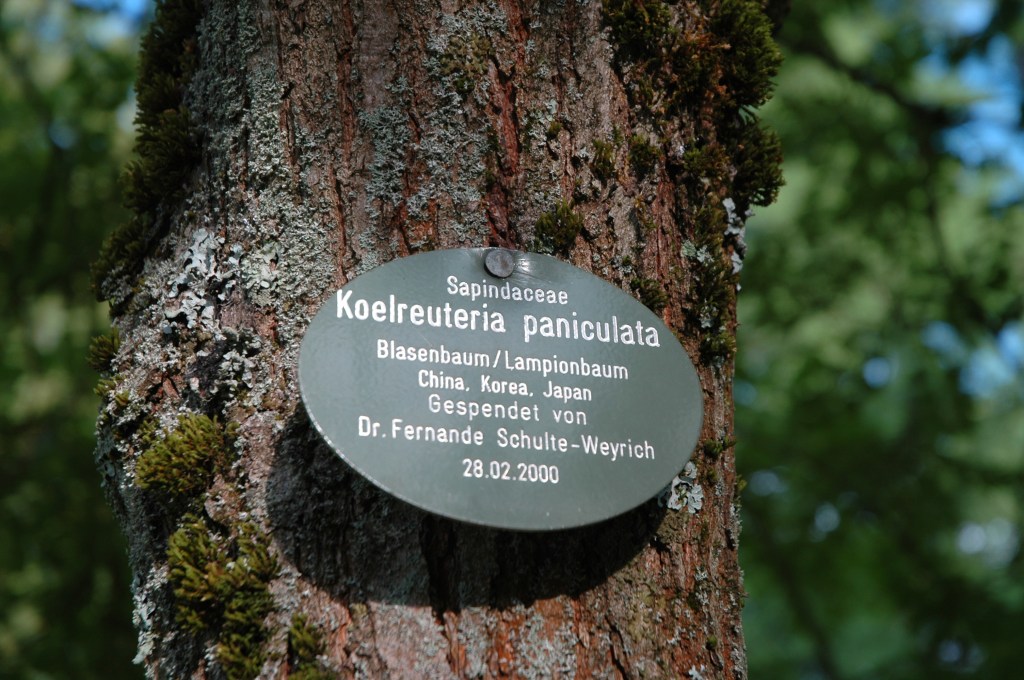 Sapindaceae
Koelreuteria paniculata
Blasenbaum/Lampionbaum
China, Korea, Japan
Gespendet von
Dr. Fernande Schulte-Weyrich
28.02.2000